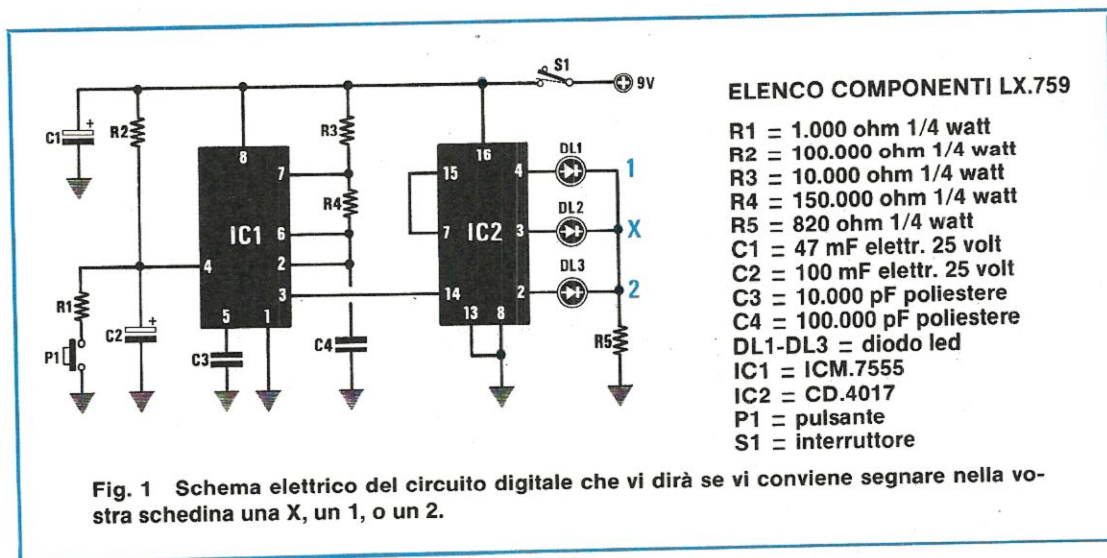 S1
9V
C1
+
R2
R3
8
7
R4
IC1
6
2
4
3
5
1
R1
P1
C2
+
C3
C4
16
15
7
IC2
4
3
2
14
13
8
DL1
DL2
DL3
1
X
2
R5
ELENCO COMPONENTI LX.759
R1 = 1.000 ohm 1/4 watt
R2 = 100.000 ohm 1/4 watt
R3 = 10.000 ohm 1/4 watt
R4 = 150.000 ohm 1/4 watt
R5 = 820 ohm 1/4 watt
C1 = 47 mF elettr. 25 volt
C2 = 100 mF elettr. 25 volt
C3 = 10.000 pF poliestere
C4 = 100.000 pF poliestere
DL1-DL3 = diodo led
IC1 = ICM.7555
IC2 = CD.4017
P1 = pulsante
S1 = interruttore
Fig. 1 Schema elettrico del circuito digitale che vi dirà se vi conviene segnare nella vo-
stra schedina una X, un 1, o un 2.